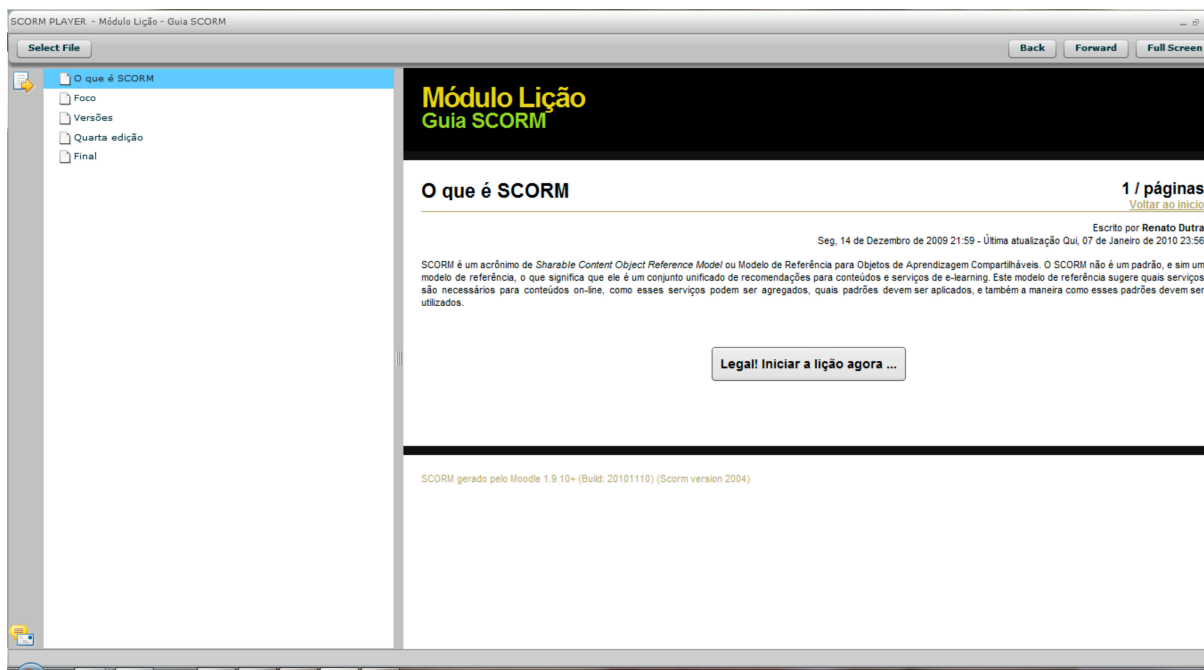 SCORM PLAYER - Módulo Lição - Guia SCORM
Select File
Back
Forward
Full Screen
O que é SCORM
Foco
Versões
Quarta edição
Final
Módulo Lição
Guia SCORM
O que é SCORM
1 / páginas
Voltar ao inicio
Escrito por Renato Dutra
Seg, 14 de Dezembro de 2009 21:59 - Última atualização Qui, 07 de Janeiro de 2010 23:56
SCORM é um acrônimo de Sharable Content Object Reference Model ou Modelo de Referência para Objetos de Aprendizagem Compartilháveis. O SCORM não é um padrão, e sim um
modelo de referência, o que significa que ele é um conjunto unificado de recomendações para conteúdos e serviços de e-learning. Este modelo de referência sugere quais serviços
são necessários para conteúdos on-line, como esses serviços podem ser agregados, quais padrões devem ser aplicados, e também a maneira como esses padrões devem ser
utilizados.
Legal! Iniciar a lição agora ...
SCORM gerado pelo Moodle 1.9.10+ (Build: 20101110) (Scorm version 2004)